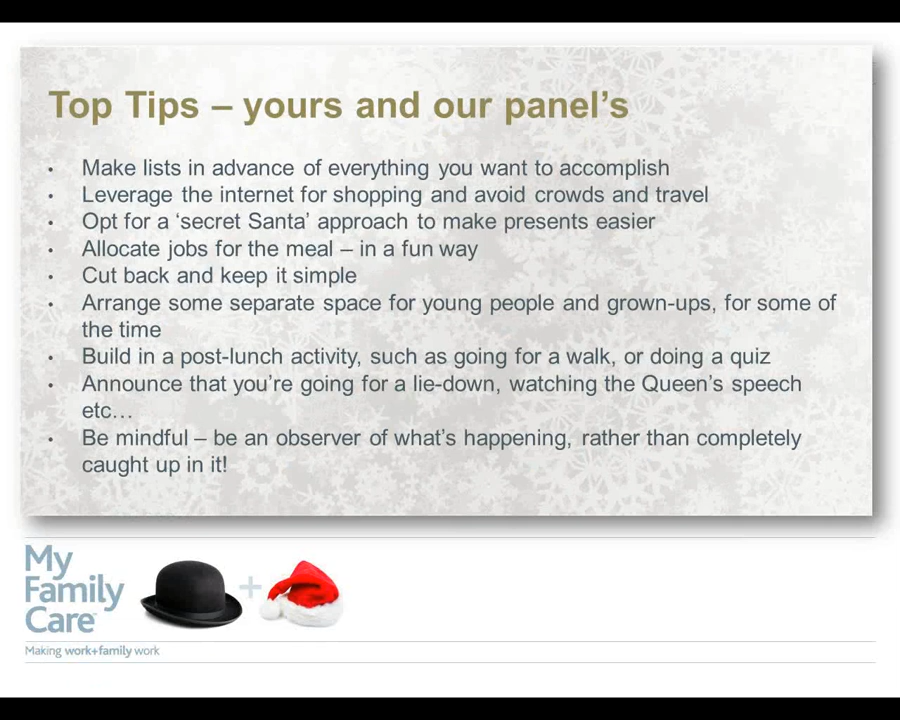 Top Tips – yours and our panel's
• Make lists in advance of everything you want to accomplish
• Leverage the internet for shopping and avoid crowds and travel
• Opt for a 'secret Santa' approach to make presents easier
• Allocate jobs for the meal – in a fun way
• Cut back and keep it simple
• Arrange some separate space for young people and grown-ups, for some of
the time
• Build in a post-lunch activity, such as going for a walk, or doing a quiz
• Announce that you're going for a lie-down, watching the Queen's speech
etc…
• Be mindful – be an observer of what's happening, rather than completely
caught up in it!
My
Family
Care™
+
Making work+family work